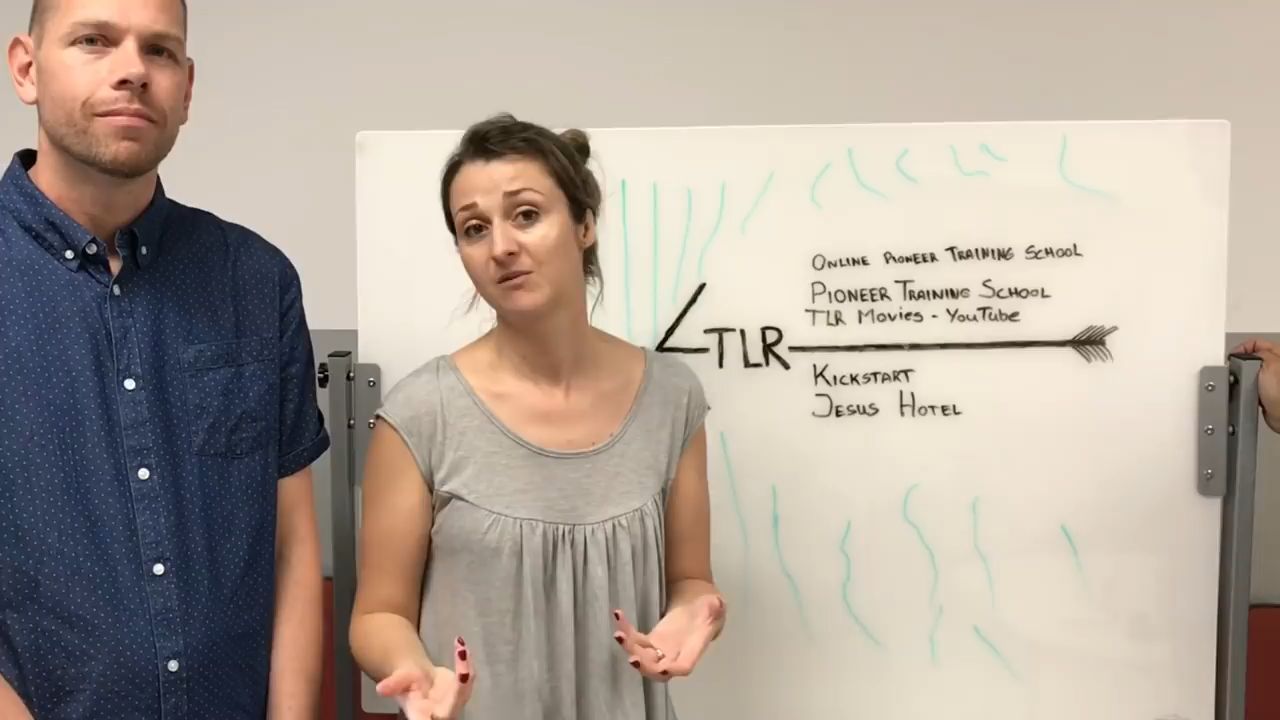 ONLINE PIONEER TRAINING SCHOOL
PIONEER TRAINING SCHOOL
TLR MOVIES - YOUTUBE
TLR
KICKSTART
JESUS HOTEL